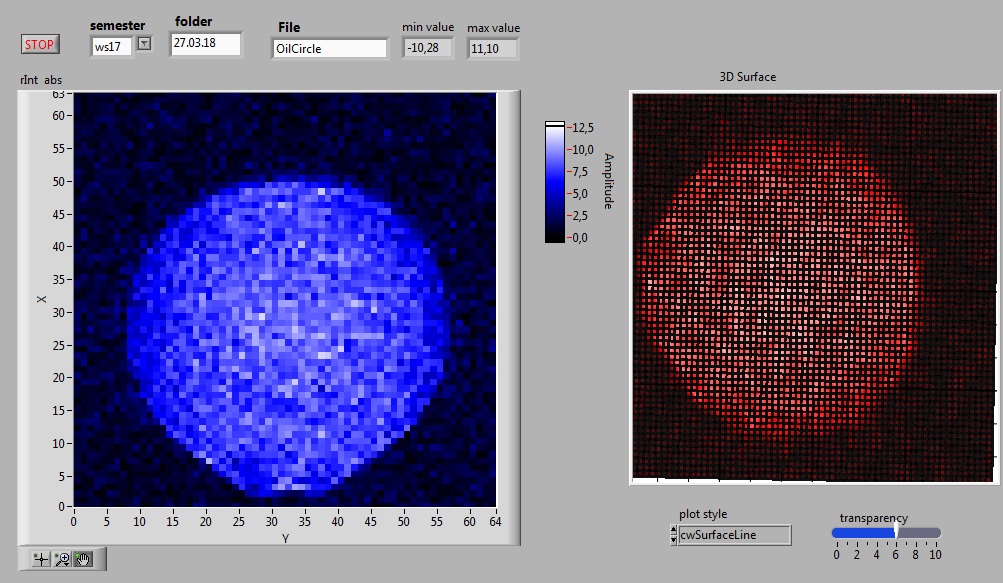 semester
folder
File
min value
max value
STOP
ws17
27.03.18
OilCircle
-10,28
11,10
rInt abs
3D Surface
63
60
55
50
45
40
35
30
25
20
15
10
5
0
X
0 5 10 15 20 25 30 35 40 45 50 55 60 64
Y
12,5
10,0
7,5
5,0
2,5
0,0
Amplitude
plot style
cwSurfaceLine
transparency
0 2 4 6 8 10